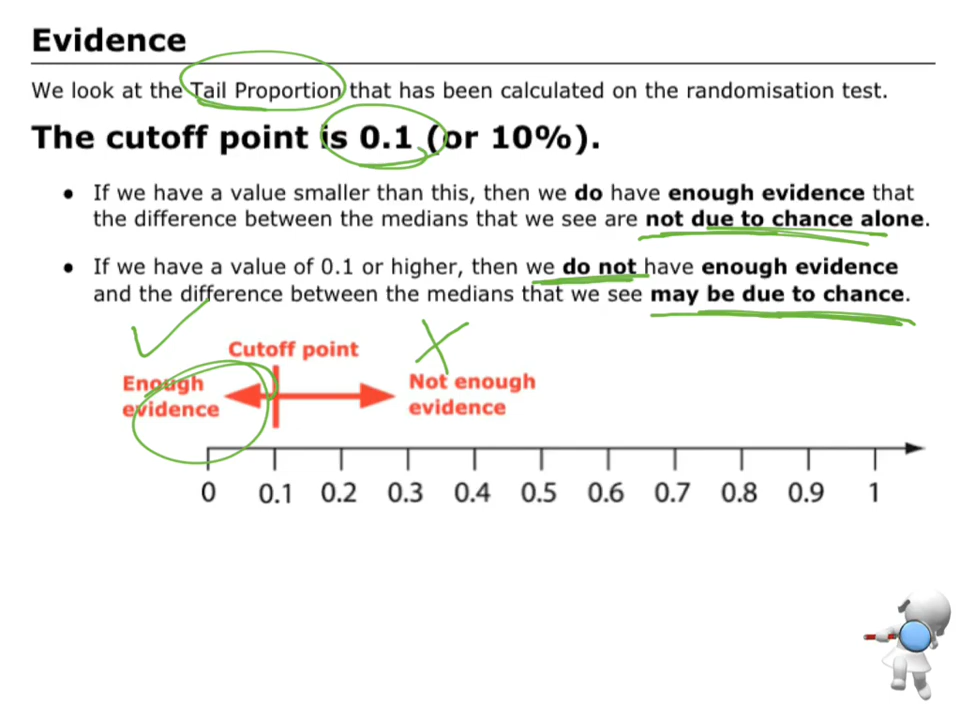 Evidence
We look at the Tail Proportion that has been calculated on the randomisation test.
The cutoff point is 0.1 (or 10%).
• If we have a value smaller than this, then we do have enough evidence that
the difference between the medians that we see are not due to chance alone.
• If we have a value of 0.1 or higher, then we do not have enough evidence
and the difference between the medians that we see may be due to chance.
Cutoff point
Enough
evidence
Not enough
evidence
0 0.1 0.2 0.3 0.4 0.5 0.6 0.7 0.8 0.9 1